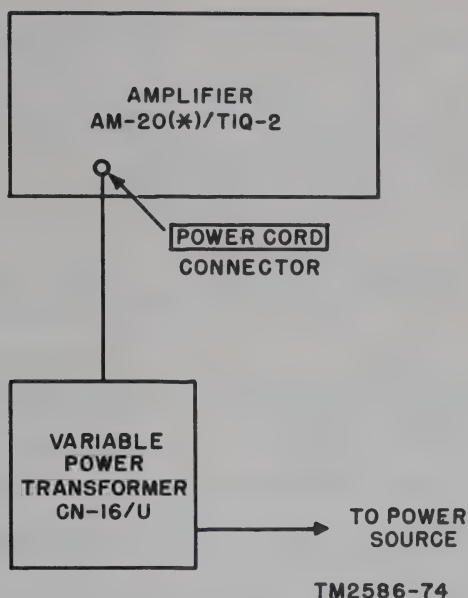 AMPLIFIER
AM-20(*)/TIQ-2
POWER CORD
CONNECTOR
VARIABLE
POWER
TRANSFORMER
CN-16/U
TO POWER
SOURCE
TM2586-74